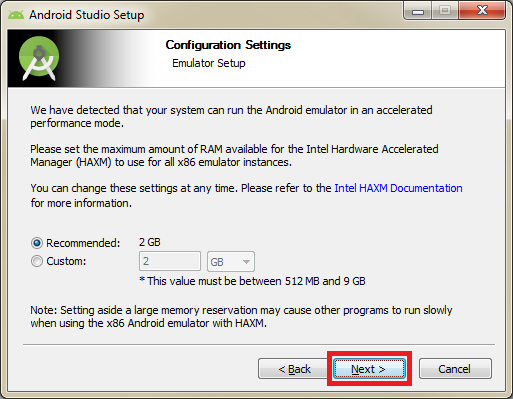 Android Studio Setup
Configuration Settings
Emulator Setup
We have detected that your system can run the Android emulator in an accelerated
performance mode.
Please set the maximum amount of RAM available for the Intel Hardware Accelerated
Manager (HAXM) to use for all x86 emulator instances.
You can change these settings at any time. Please refer to the Intel HAXM Documentation
for more information.
Recommended: 2 GB
Custom: 2 GB
* This value must be between 512 MB and 9 GB
Note: Setting aside a large memory reservation may cause other programs to run slowly
when using the x86 Android emulator with HAXM.
< Back Next > Cancel